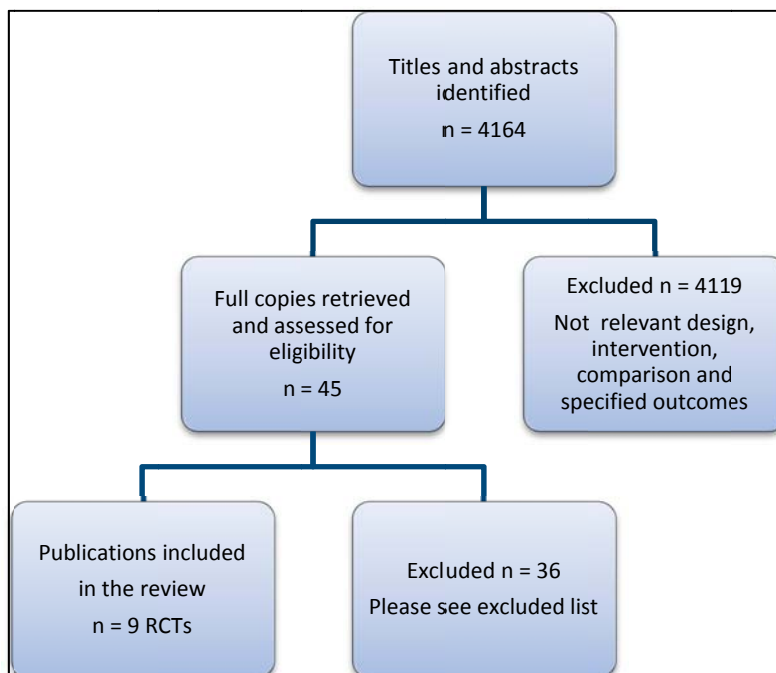 Titles and abstracts
identified
n = 4164
Full copies retrieved
and assessed for
eligibility
n = 45
Excluded n = 4119
Not relevant design,
intervention,
comparison and
specified outcomes
Publications included
in the review
n = 9 RCTs
Excluded n = 36
Please see excluded list